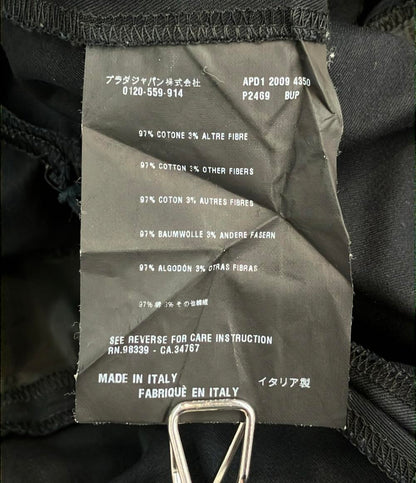 プラダジャパン株式会社 APD1 2009 4350
0120-559-914 P24G9 BUP
97% COTONE 3% ALTRE FIBRE
97% COTTON 3% OTHER FIBERS
97% COTON 3% AUTRES FIBRES
97% BAUMWOLLE 3% ANDERE FASERN
97% ALGODÓN 3% OTRAS FIBRAS
97% 綿 3% その他繊維
SEE REVERSE FOR CARE INSTRUCTION
RN.98339 - CA.34767
MADE IN ITALY イタリア製
FABRIQUÈ EN ITALY